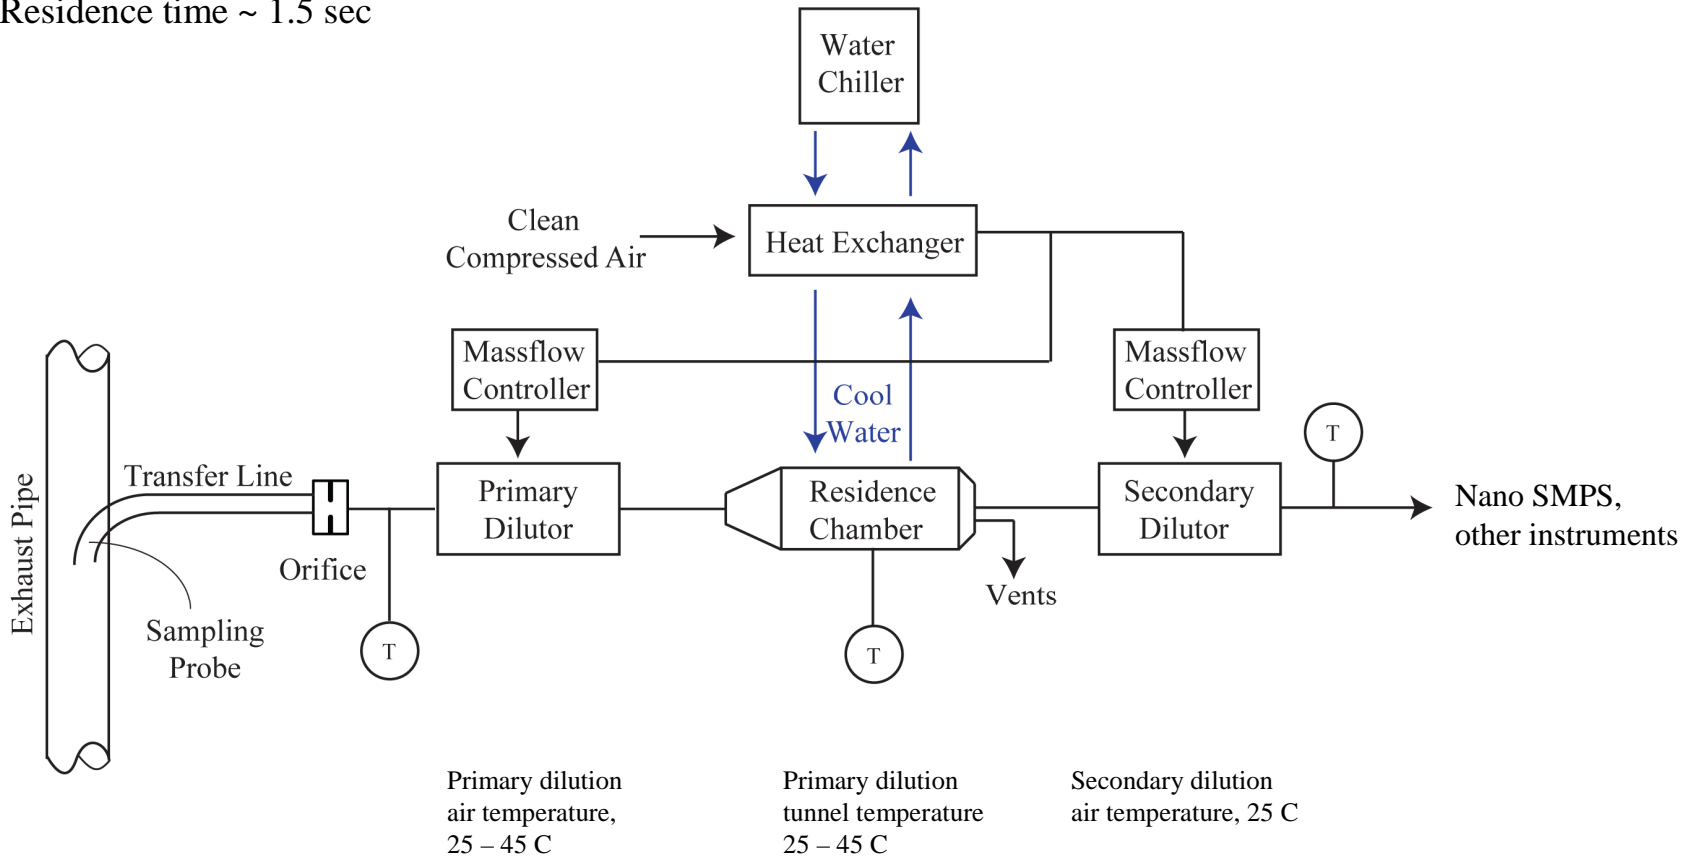 Residence time ~ 1.5 sec
Water
Chiller
Clean
Compressed Air
Heat Exchanger
Massflow
Controller
Massflow
Controller
Cool
Water
T
Exhaust Pipe
Transfer Line
Orifice
Sampling
Probe
T
Primary
Dilutor
Residence
Chamber
T
Vents
Secondary
Dilutor
Nano SMPS,
other instruments
Primary dilution
air temperature,
25 – 45 C
Primary dilution
tunnel temperature
25 – 45 C
Secondary dilution
air temperature, 25 C